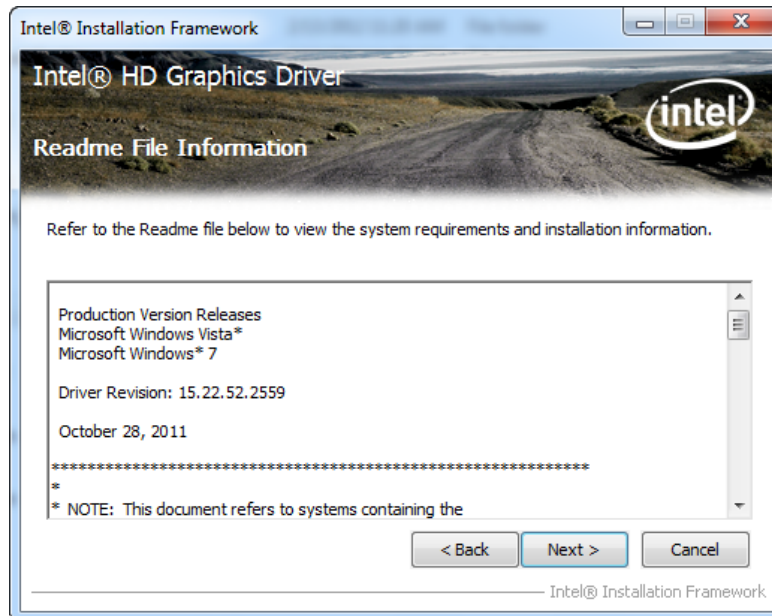 Intel® Installation Framework
Intel® HD Graphics Driver
intel
Readme File Information
Refer to the Readme file below to view the system requirements and installation information.
Production Version Releases
Microsoft Windows Vista*
Microsoft Windows* 7
Driver Revision: 15.22.52.2559
October 28, 2011
************************************************************
*
* NOTE: This document refers to systems containing the
< Back
Next >
Cancel
Intel® Installation Framework